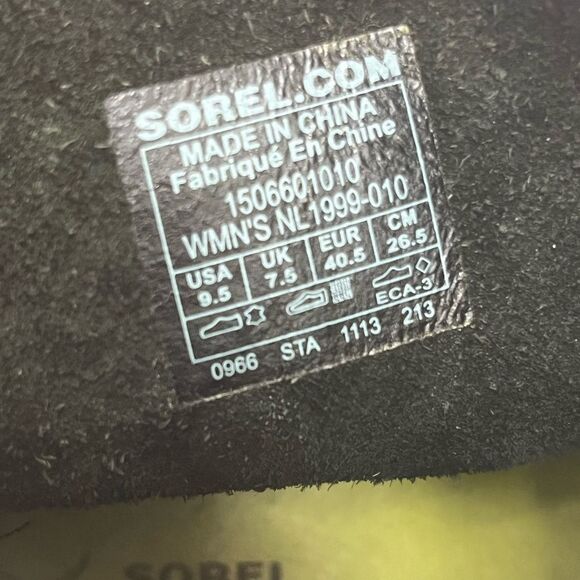 SOREL.COM
MADE IN CHINA
Fabriqué En Chine
1506601010
WMN'S NL1999-010
USA UK EUR CM
9.5 7.5 40.5 26.5
ECA-3
0966 STA 1113 213
SOREL